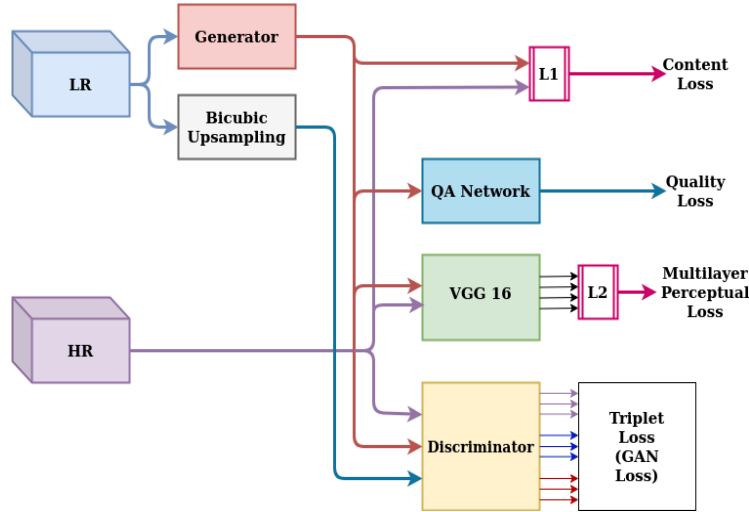 LR
Generator
Bicubic
Upsampling
L1
Content
Loss
QA Network
Quality
Loss
HR
VGG 16
L2
Multilayer
Perceptual
Loss
Discriminator
Triplet
Loss
(GAN
Loss)